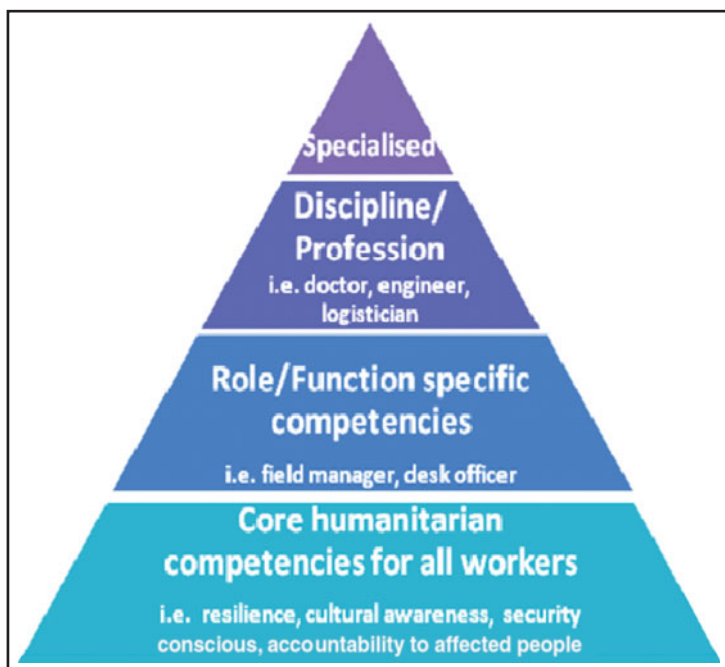 Specialised
Discipline/
Profession
i.e. doctor, engineer,
logistician
Role/Function specific
competencies
i.e. field manager, desk officer
Core humanitarian
competencies for all workers
i.e. resilience, cultural awareness, security
conscious, accountability to affected people